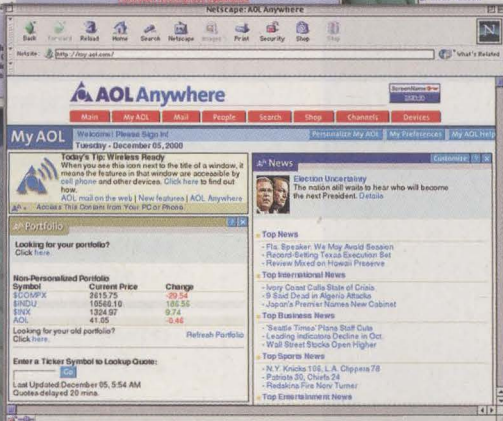 Netscape: AOL Anywhere
Back Forward Reload Home Search Netscape Images Print Security Shop Stop
Netsite: http://my.aol.com/ What's Related
AOL Anywhere
ScreenName
Main My AOL Mail People Search Shop Channels Devices
My AOL Welcome! Please Sign In! Personalize My AOL | My Preferences | My AOL Help
Tuesday - December 05, 2000
Today's Tip: Wireless Ready
When you see this icon next to the title of a window, it
means the features in that window are accessible by
cell phone and other devices. Click here to find out
how.
AOL mail on the web | New features | AOL Anywhere
Access This Content from Your PC or Phone.
Portfolio ? X
Looking for your portfolio?
Click here.
Non-Personalized Portfolio
Symbol Current Price Change
$COMPX 2615.75 -29.54
$INDU 10560.10 186.56
$INX 1324.97 9.74
AOL 41.05 -0.46
Looking for your old portfolio?
Click here. Refresh Portfolio
Enter a Ticker Symbol to Lookup Quote:
Go
Last Updated December 05, 5:54 AM
Quotes delayed 20 mins.
News Customize ? X
Election Uncertainty
The nation still waits to hear who will become
the next President. Details
Top News
- Fla. Speaker: We May Avoid Session
- Record-Setting Texas Execution Set
- Review Mixed on Hawaii Preserve
Top International News
- Ivory Coast Calls State of Crisis
- 9 Said Dead in Algeria Attacks
- Japan's Premier Names New Cabinet
Top Business News
- 'Seattle Times' Plans Staff Cuts
- Leading Indicators Decline in Oct.
- Wall Street Stocks Open Higher
Top Sports News
- N.Y. Knicks 106, L.A. Clippers 78
- Patriots 30, Chiefs 24
- Redskins Fire Norv Turner
Top Entertainment News